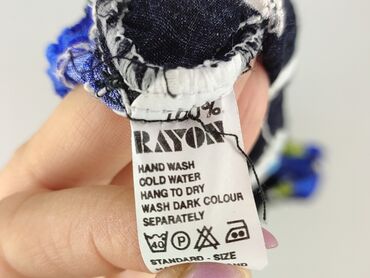 100%
RAYON
HAND WASH
COLD WATER
HANG TO DRY
WASH DARK COLOUR
SEPARATELY
40 P
STANDARD - SIZE